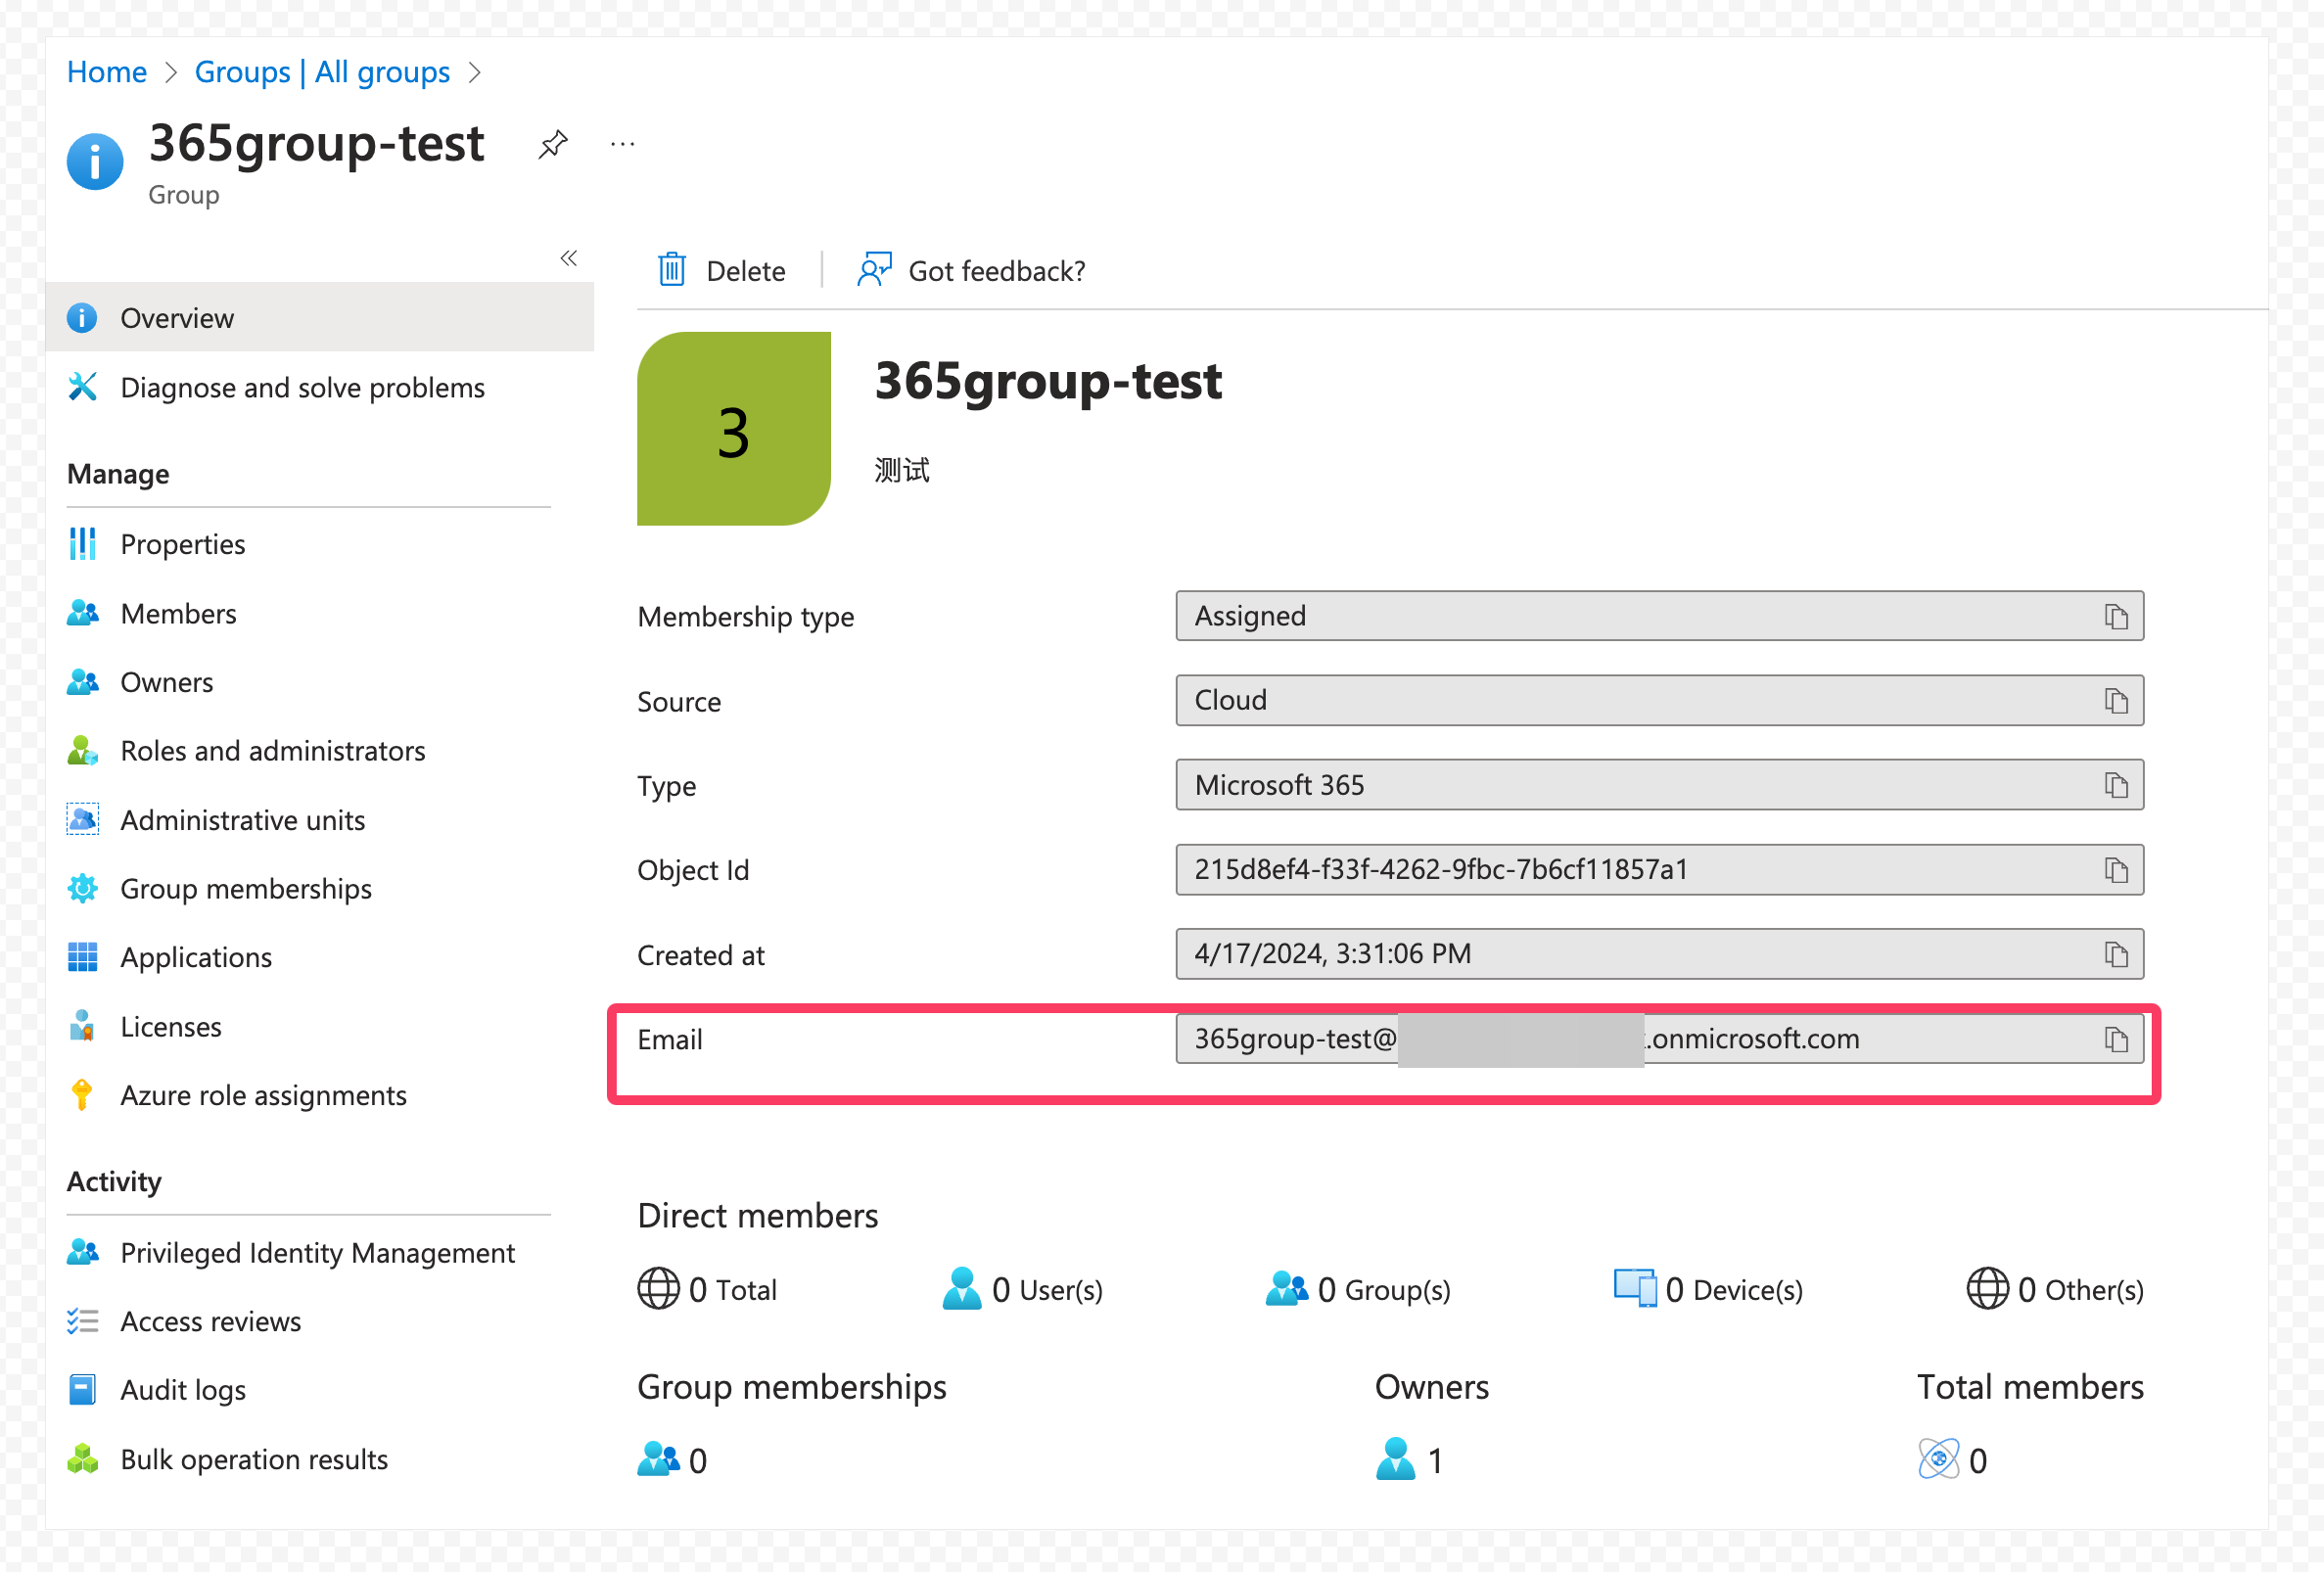 Home > Groups | All groups >
365group-test
...
Group
«
Overview
Diagnose and solve problems
Manage
Properties
Members
Owners
Roles and administrators
Administrative units
Group memberships
Applications
Licenses
Azure role assignments
Activity
Privileged Identity Management
Access reviews
Audit logs
Bulk operation results
Delete
Got feedback?
3
365group-test
测试
Membership type
Assigned
Source
Cloud
Type
Microsoft 365
Object Id
215d8ef4-f33f-4262-9fbc-7b6cf11857a1
Created at
4/17/2024, 3:31:06 PM
Email
365group-test@ .onmicrosoft.com
Direct members
0 Total
0 User(s)
0 Group(s)
0 Device(s)
0 Other(s)
Group memberships
0
Owners
1
Total members
0